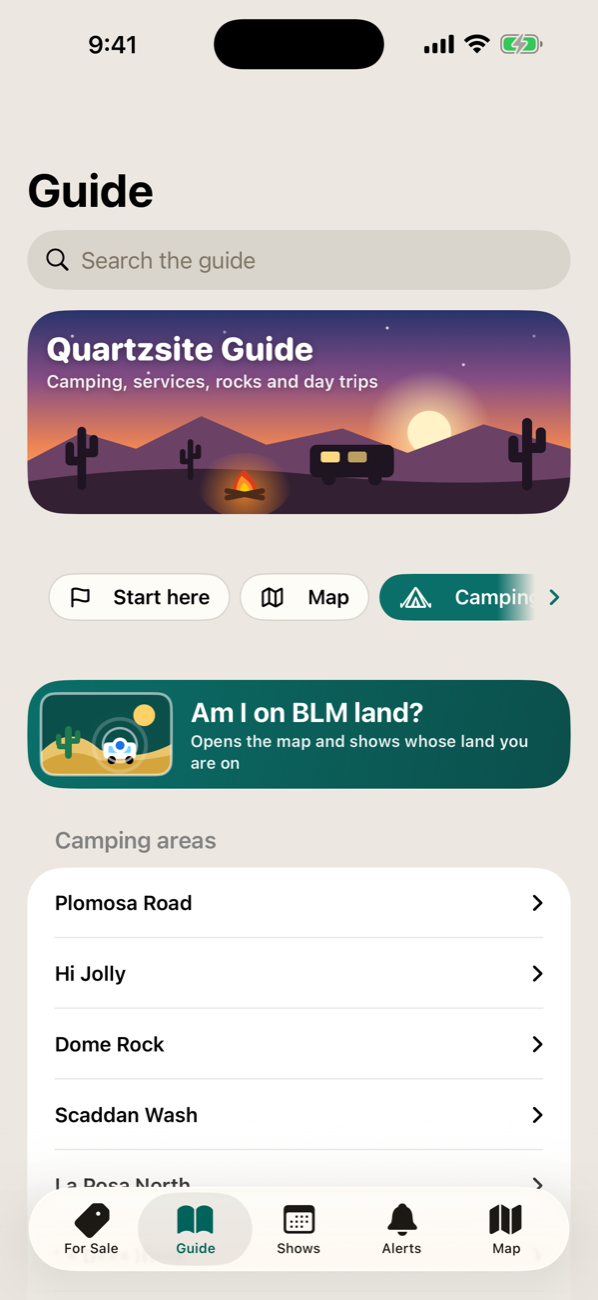 9:41
Guide
Search the guide
Quartzsite Guide
Camping, services, rocks and day trips
Start here
Map
Camping
Am I on BLM land?
Opens the map and shows whose land you
are on
Camping areas
Plomosa Road
Hi Jolly
Dome Rock
Scaddan Wash
La Posa North
For Sale
Guide
Shows
Alerts
Map